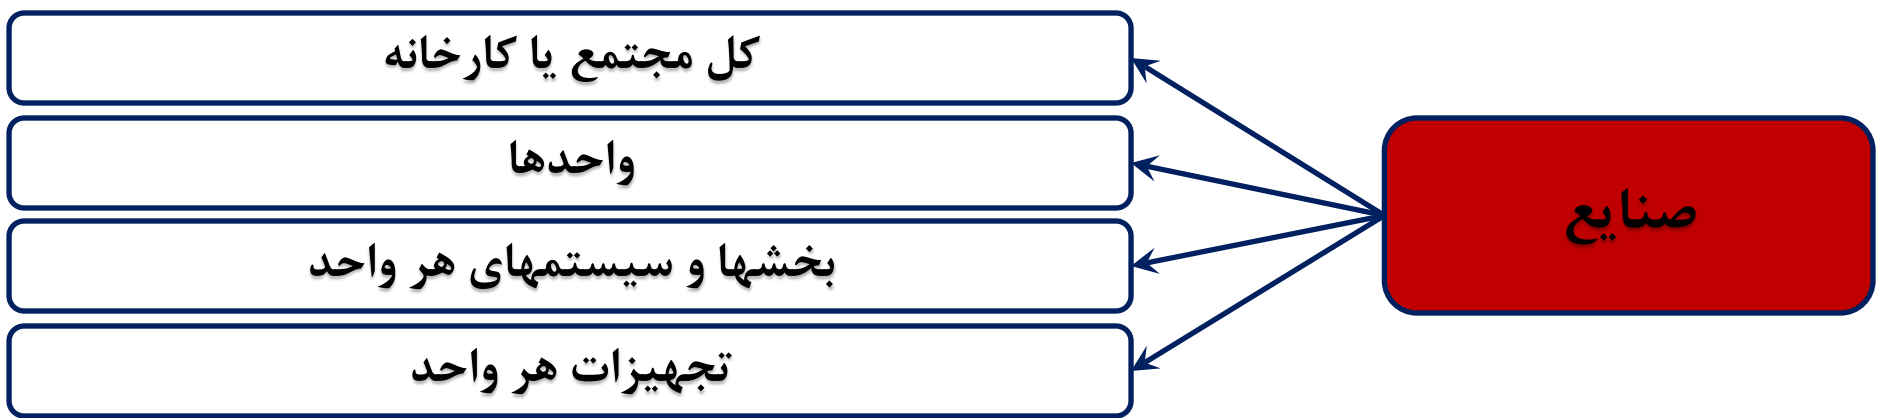 صنایع
کل مجتمع یا کارخانه
واحدها
بخشها و سیستمهای هر واحد
تجهیزات هر واحد